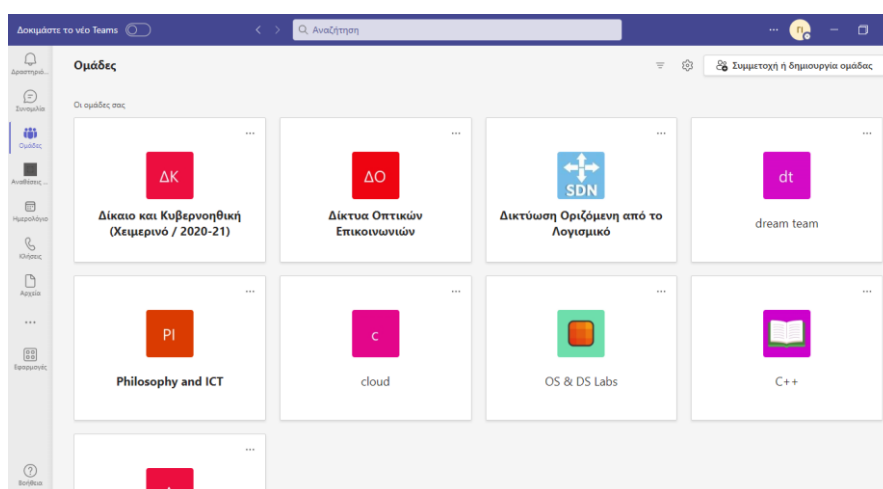 Δοκιμάστε το νέο Teams
Αναζήτηση
Δραστηριό...
Ομάδες
Συμμετοχή ή δημιουργία ομάδας
Συνομιλία
Οι ομάδες σας
Ομάδες
Αναθέσεις ...
Ημερολόγιο
Κλήσεις
Αρχεία
Εφαρμογές
Βοήθεια
ΔΚ
Δίκαιο και Κυβερνοηθική
(Χειμερινό / 2020-21)
ΔΟ
Δίκτυα Οπτικών
Επικοινωνιών
SDN
Δικτύωση Οριζόμενη από το
Λογισμικό
dt
dream team
PI
Philosophy and ICT
c
cloud
OS & DS Labs
C++